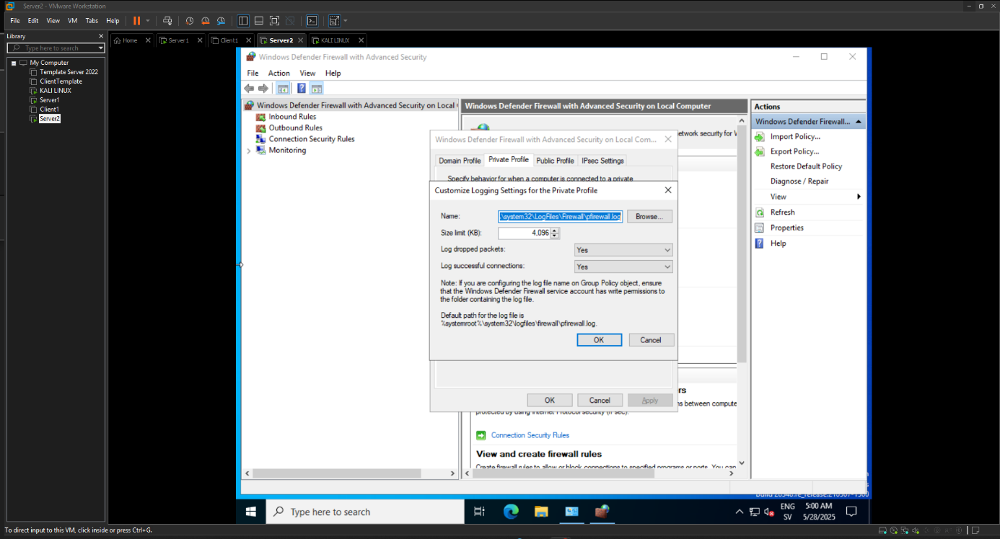 Server2 - VMware Workstation
File Edit View VM Tabs Help
Library
Type here to search
Home Server1 Client1 Server2 KALI LINUX
My Computer
Template Server 2022
ClientTemplate
KALI LINUX
Server1
Client1
Server2
Windows Defender Firewall with Advanced Security
File Action View Help
Windows Defender Firewall with Advanced Security on Local
Inbound Rules
Outbound Rules
Connection Security Rules
Monitoring
Windows Defender Firewall with Advanced Security on Local Computer
etwork security for
Windows Defender Firewall with Advanced Security on Local Com...
Domain Profile Private Profile Public Profile IPsec Settings
Specify behavior for when a computer is connected to a private
Customize Logging Settings for the Private Profile
Name: \system32\LogFiles\Firewall\pfirewall.log Browse...
Size limit (KB): 4,096
Log dropped packets: Yes
Log successful connections: Yes
Note: If you are configuring the log file name on Group Policy object, ensure
that the Windows Defender Firewall service account has write permissions to
the folder containing the log file.
Default path for the log file is
%systemroot%\system32\logfiles\firewall\pfirewall.log.
OK Cancel
OK Cancel Apply
rs
ns between compute
protected by using Internet Protocol security (IPsec).
Connection Security Rules
View and create firewall rules
Create firewall rules to allow or block connections to specified programs or ports. You can
Actions
Windows Defender Firewall...
Import Policy...
Export Policy...
Restore Default Policy
Diagnose / Repair
View
Refresh
Properties
Help
Type here to search
ENG
SV
5:00 AM
5/28/2025
To direct input to this VM, click inside or press Ctrl+G.